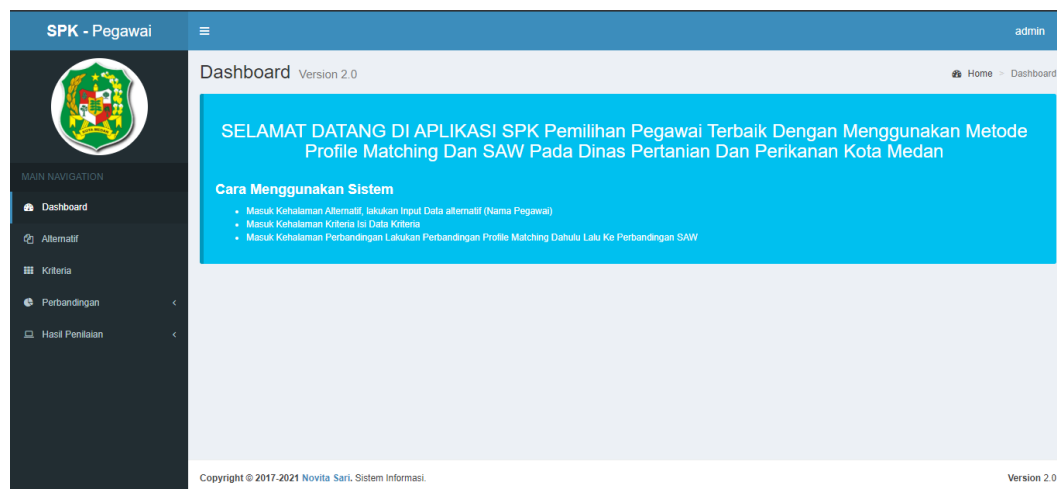 SPK - Pegawai
admin
Dashboard Version 2.0
Home > Dashboard
KOTA MEDAN
SELAMAT DATANG DI APLIKASI SPK Pemilihan Pegawai Terbaik Dengan Menggunakan Metode
Profile Matching Dan SAW Pada Dinas Pertanian Dan Perikanan Kota Medan
Cara Menggunakan Sistem
Masuk Kehalaman Alternatif, lakukan Input Data alternatif (Nama Pegawai)
Masuk Kehalaman Kriteria Isi Data Kriteria
Masuk Kehalaman Perbandingan Lakukan Perbandingan Profile Matching Dahulu Lalu Ke Perbandingan SAW
MAIN NAVIGATION
Dashboard
Alternatif
Kriteria
Perbandingan
Hasil Penilaian
Copyright © 2017-2021 Novita Sari. Sistem Informasi.
Version 2.0